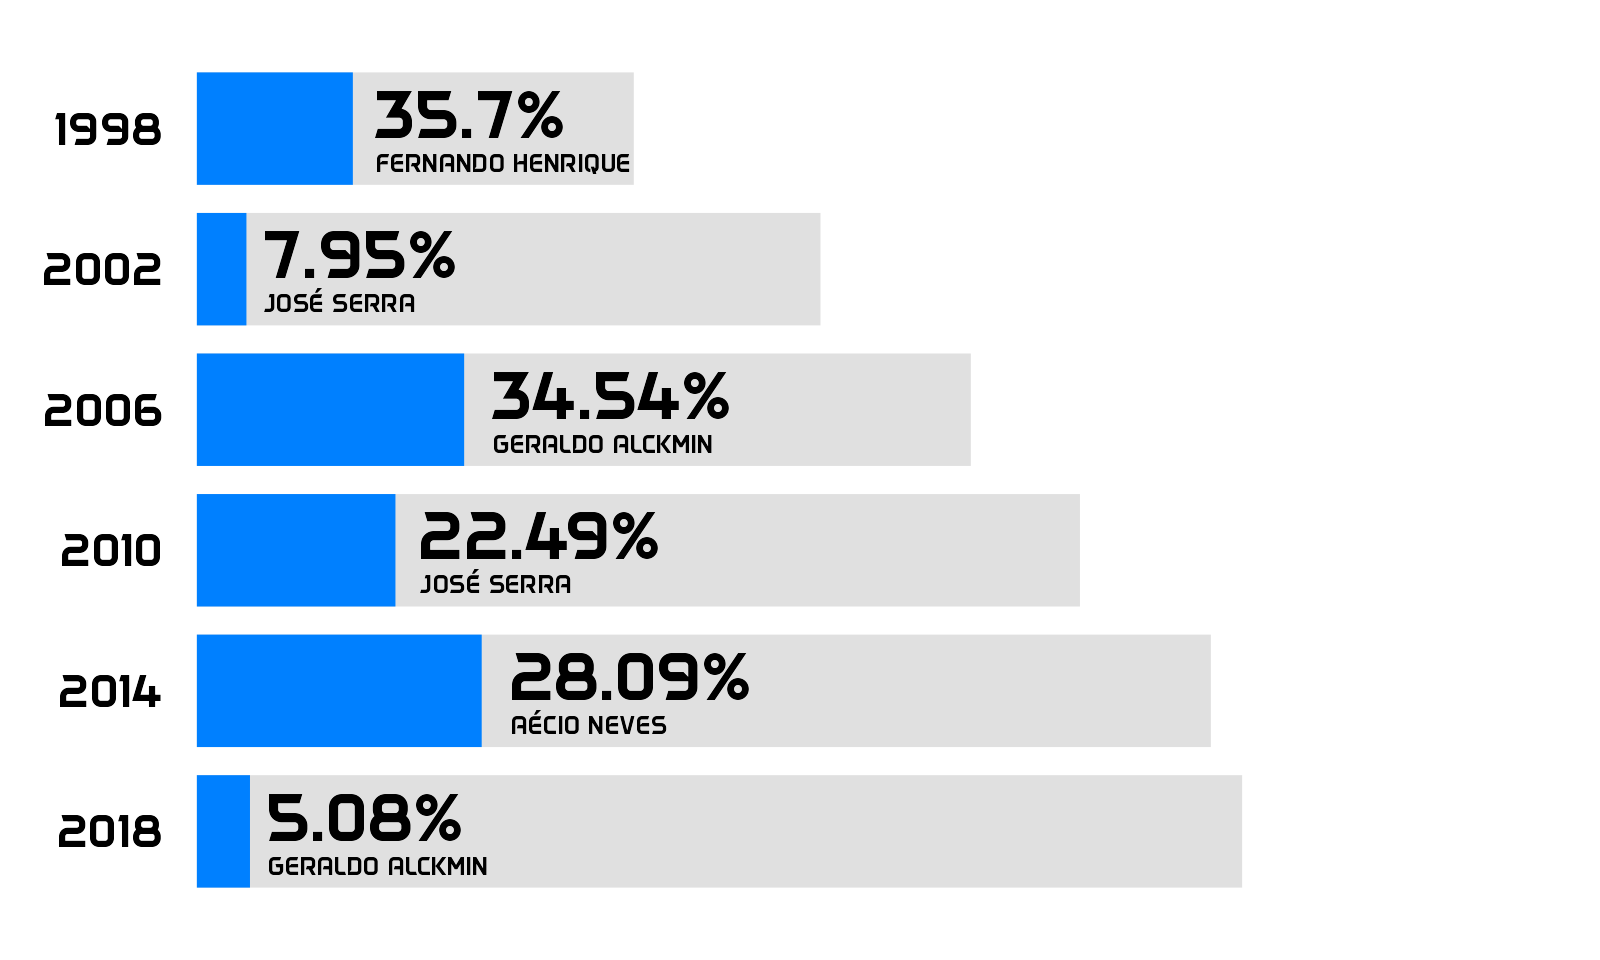 1998
35.7%
FERNANDO HENRIQUE
2002
7.95%
JOSÉ SERRA
2006
34.54%
GERALDO ALCKMIN
2010
22.49%
JOSÉ SERRA
2014
28.09%
AÉCIO NEVES
2018
5.08%
GERALDO ALCKMIN